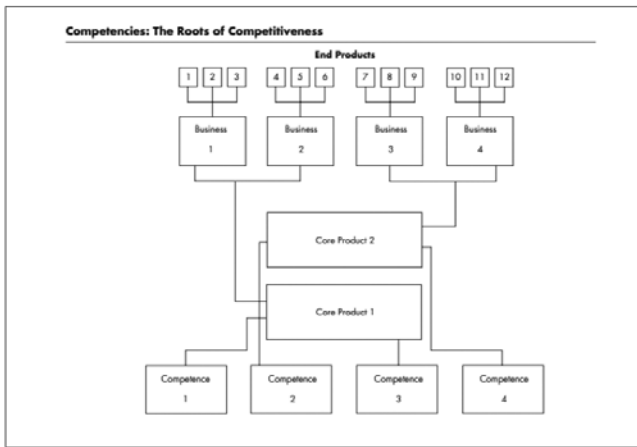 Competencies: The Roots of Competitiveness
End Products
1 2 3 4 5 6 7 8 9 10 11 12
Business Business Business Business
1 2 3 4
Core Product 2
Core Product 1
Competence Competence Competence Competence
1 2 3 4